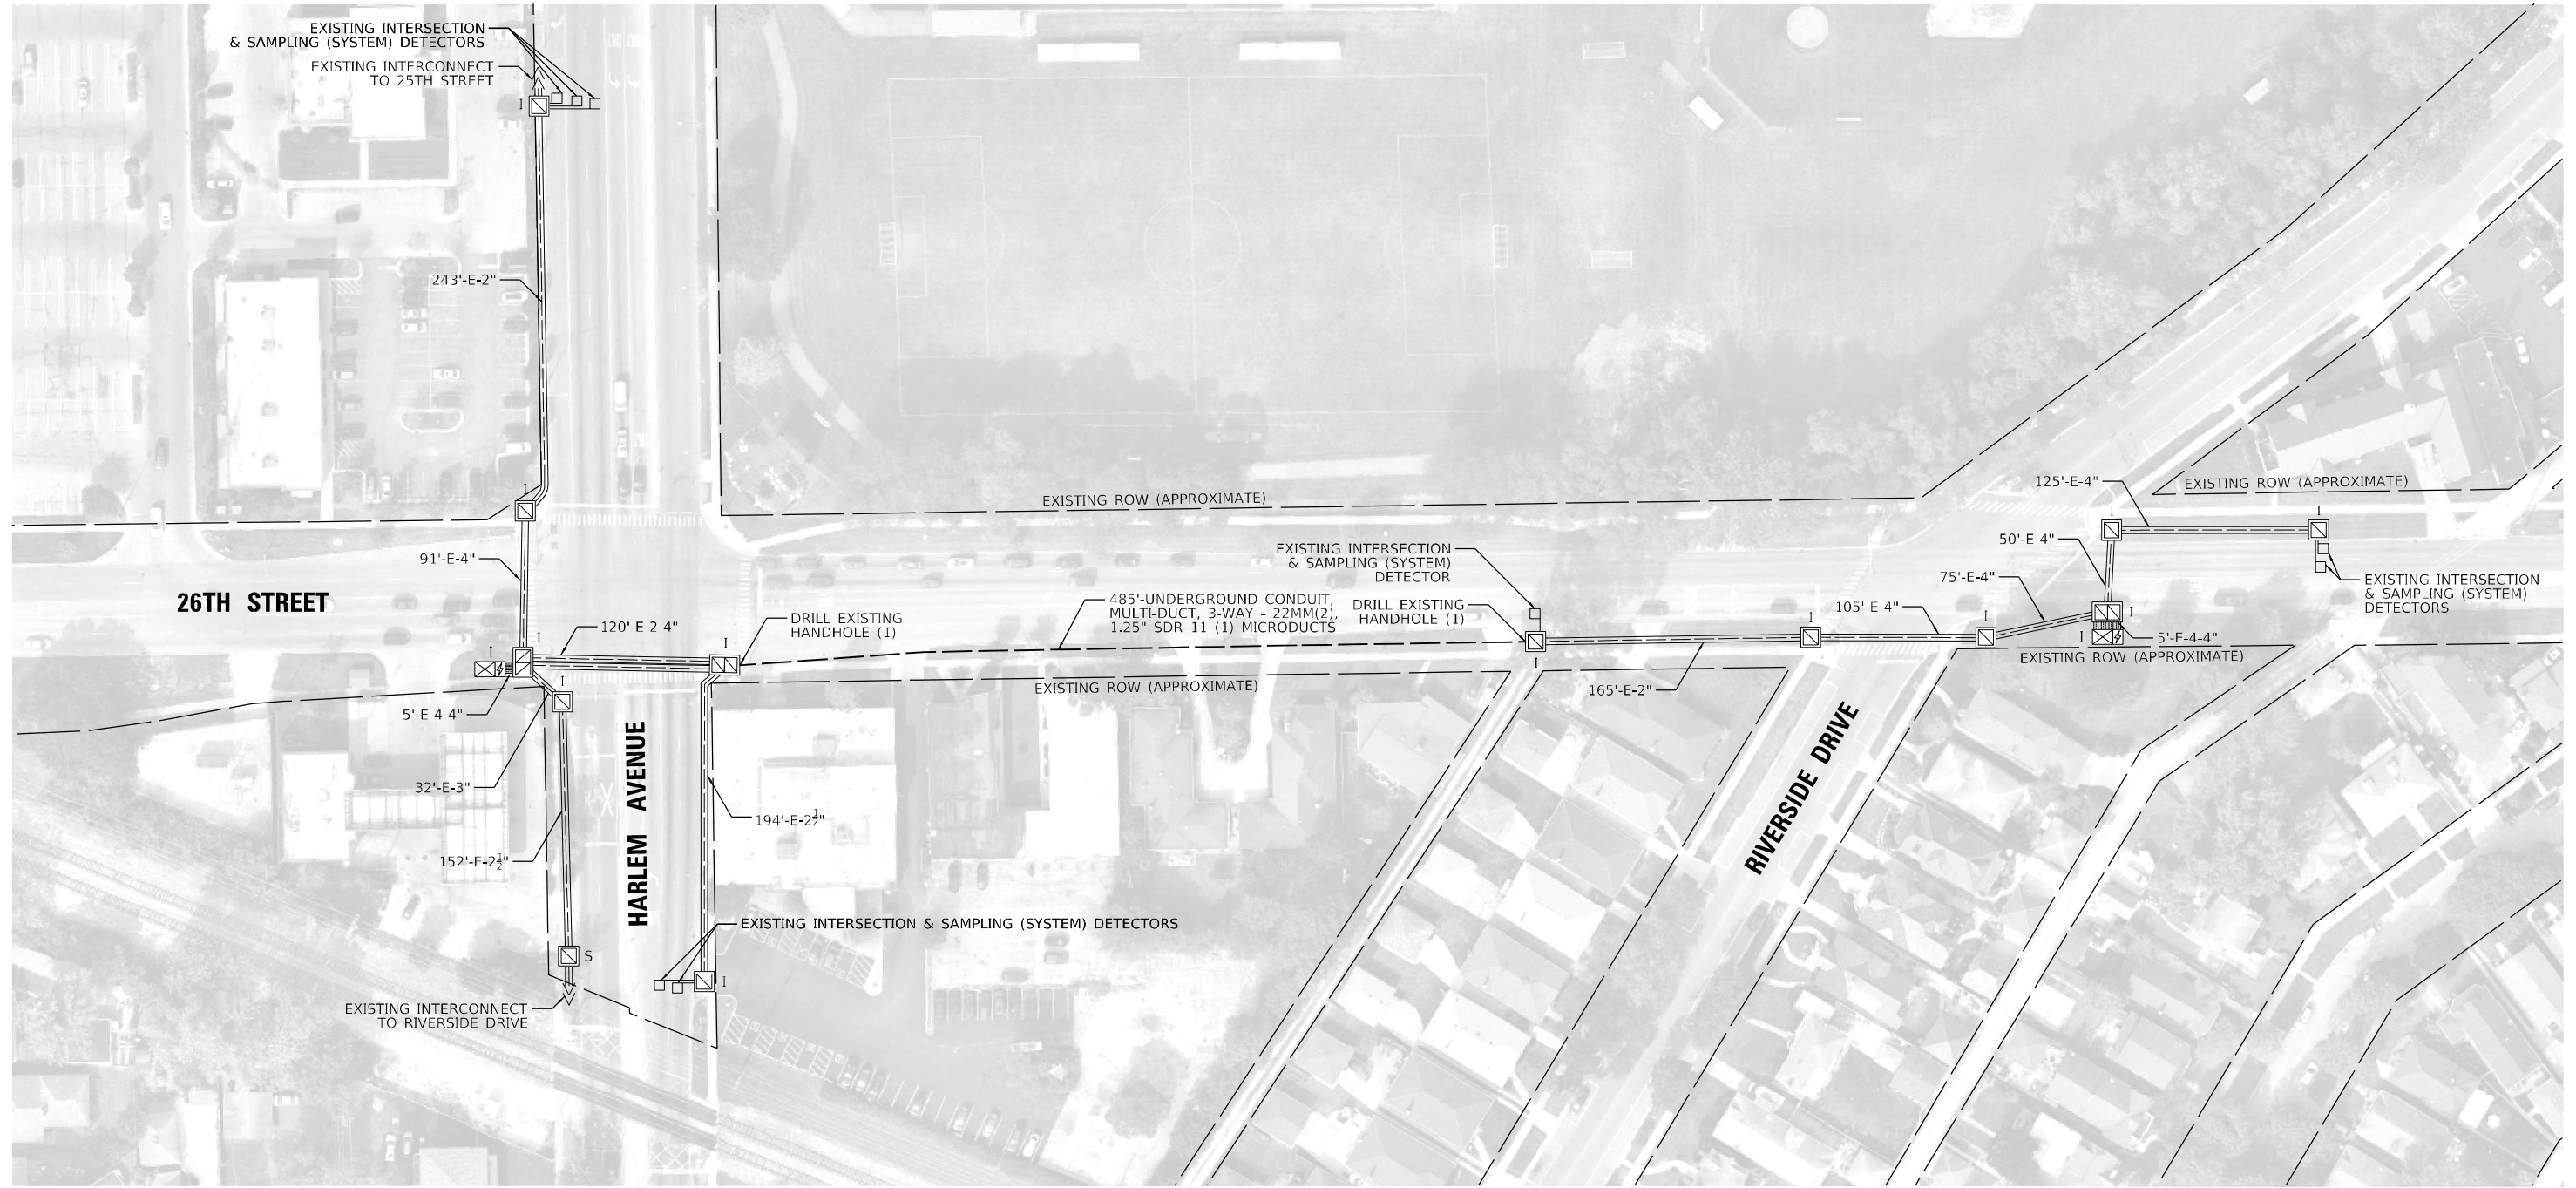 EXISTING INTERSECTION
& SAMPLING (SYSTEM) DETECTORS
EXISTING INTERCONNECT
TO 25TH STREET
I
243'-E-2"
I
91'-E-4"
26TH STREET
I
I
120'-E-2-4"
I
DRILL EXISTING
HANDHOLE (1)
5'-E-4-4"
I
32'-E-3"
152'-E-2½"
HARLEM AVENUE
194'-E-2½"
S
I
EXISTING INTERSECTION & SAMPLING (SYSTEM) DETECTORS
EXISTING INTERCONNECT
TO RIVERSIDE DRIVE
EXISTING ROW (APPROXIMATE)
485'-UNDERGROUND CONDUIT,
MULTI-DUCT, 3-WAY - 22MM(2),
1.25" SDR 11 (1) MICRODUCTS
EXISTING ROW (APPROXIMATE)
EXISTING INTERSECTION
& SAMPLING (SYSTEM)
DETECTOR
DRILL EXISTING
HANDHOLE (1)
I
165'-E-2"
I
105'-E-4"
I
RIVERSIDE DRIVE
75'-E-4"
50'-E-4"
125'-E-4"
I
I
I
I
5'-E-4-4"
EXISTING ROW (APPROXIMATE)
EXISTING ROW (APPROXIMATE)
EXISTING INTERSECTION
& SAMPLING (SYSTEM)
DETECTORS